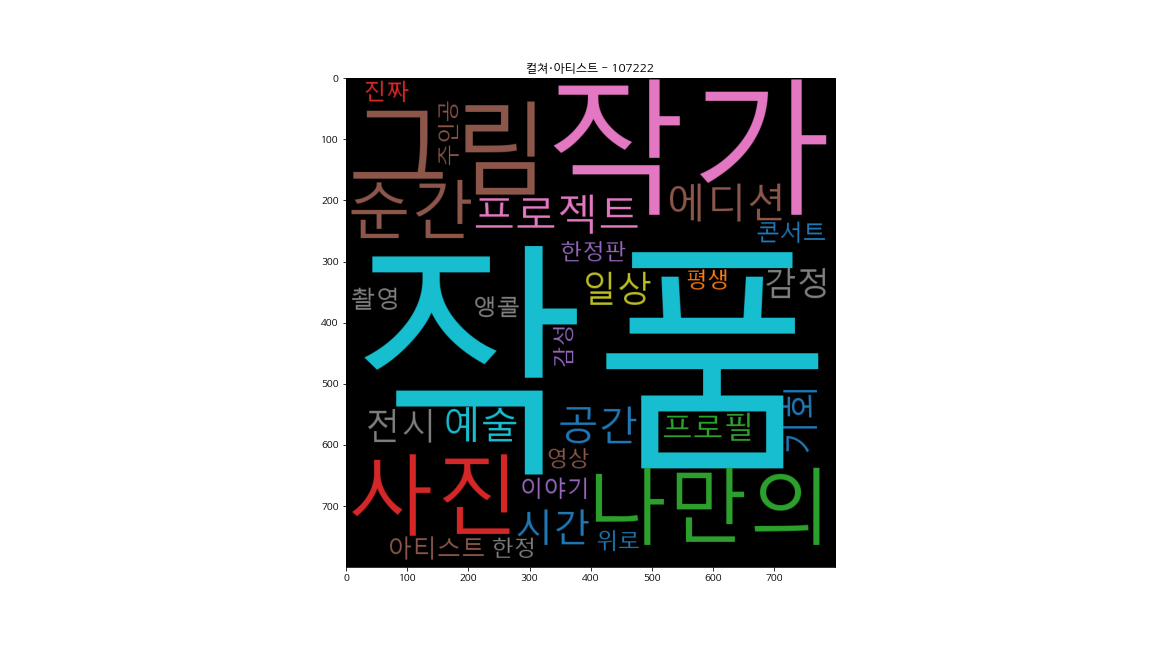 컬쳐·아티스트 - 107222
진짜
그림
주인공
작가
순간
프로젝트
에디션
콘서트
한정판
작품
일상
평생
감정
촬영
앵콜
감성
전시
예술
공간
프로필
기회
영상
사진
이야기
나만의
시간
위로
아티스트
한정
0
100
200
300
400
500
600
700
0 100 200 300 400 500 600 700